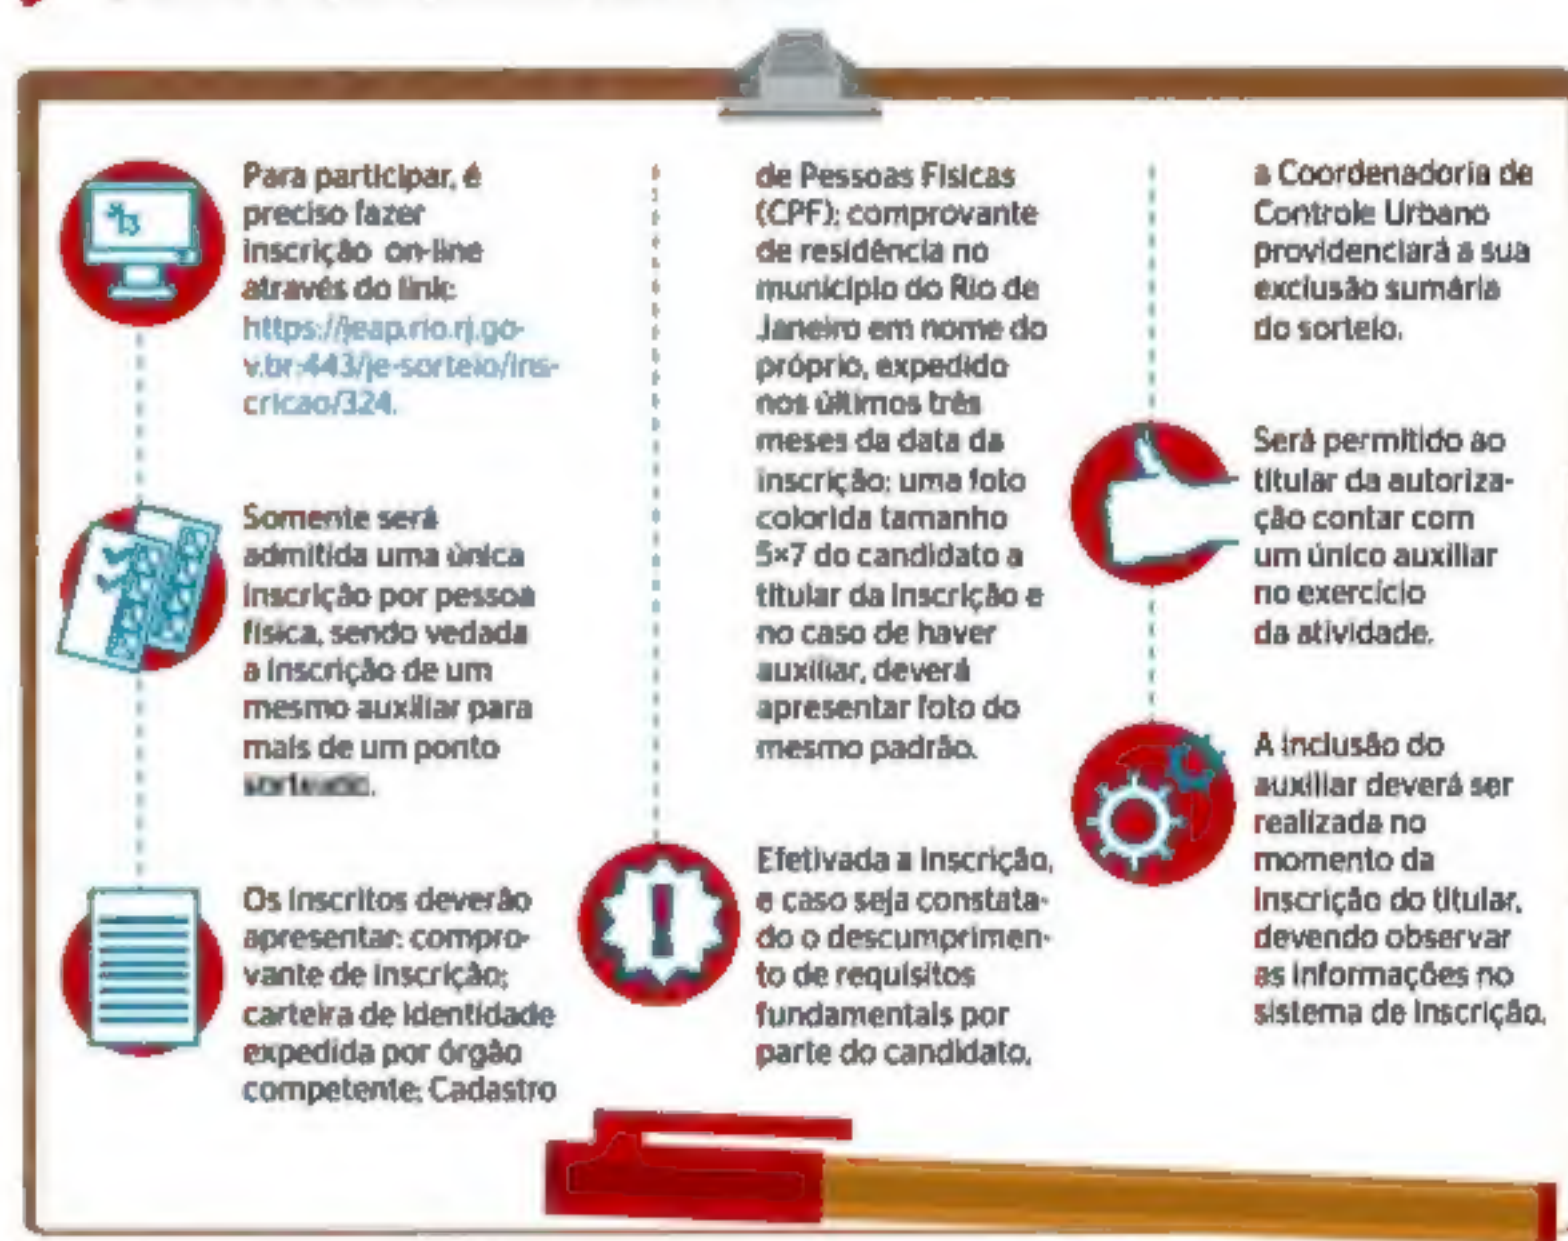 Para participar, é
preciso fazer
inscrição on-line
através do link:
https://jeap.rio.rj.go-
v.br:443/je-sorteio/ins-
cricao/324.
Somente será
admitida uma única
inscrição por pessoa
física, sendo vedada
a inscrição de um
mesmo auxiliar para
mais de um ponto
sorteado.
Os inscritos deverão
apresentar: compro-
vante de inscrição;
carteira de identidade
expedida por órgão
competente; Cadastro
de Pessoas Físicas
(CPF); comprovante
de residência no
município do Rio de
Janeiro em nome do
próprio, expedido
nos últimos três
meses da data da
inscrição; uma foto
colorida tamanho
5×7 do candidato a
titular da inscrição e
no caso de haver
auxiliar, deverá
apresentar foto do
mesmo padrão.
Efetivada a inscrição,
e caso seja constata-
do o descumprimen-
to de requisitos
fundamentais por
parte do candidato,
a Coordenadoria de
Controle Urbano
providenciará a sua
exclusão sumária
do sorteio.
Será permitido ao
titular da autoriza-
ção contar com
um único auxiliar
no exercício
da atividade.
A inclusão do
auxiliar deverá ser
realizada no
momento da
inscrição do titular,
devendo observar
as informações no
sistema de inscrição.